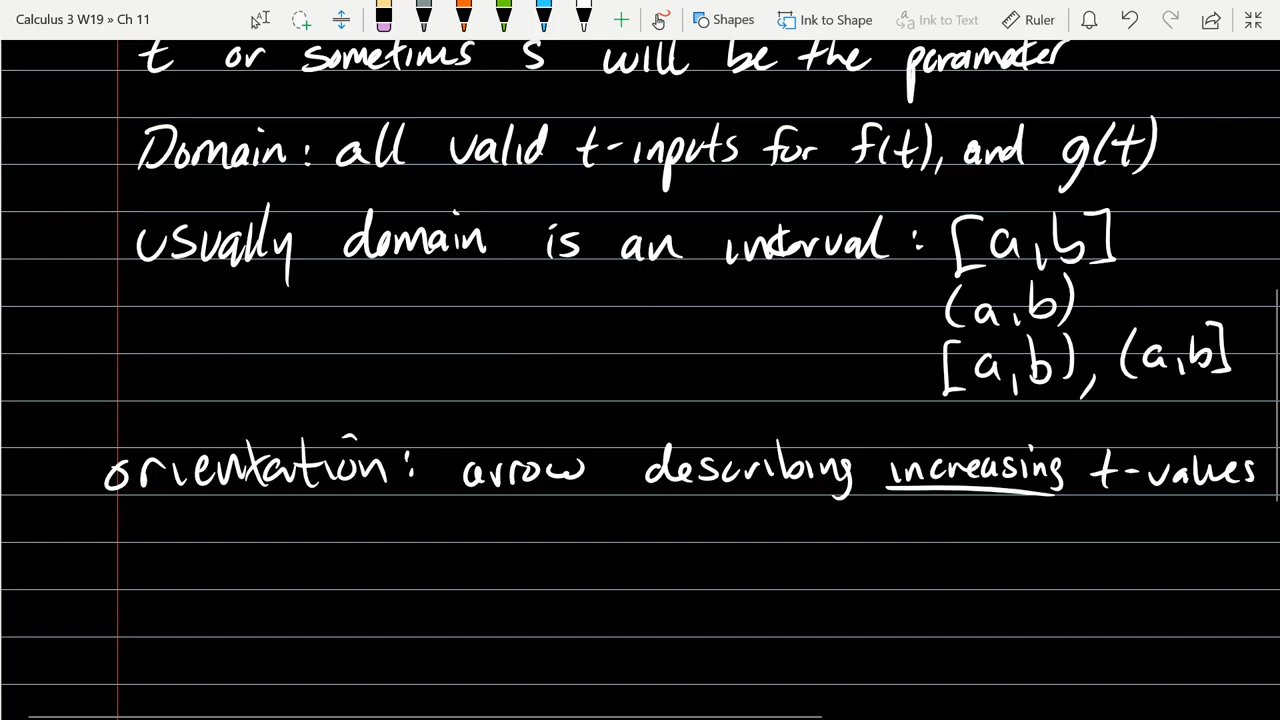 Calculus 3 W19 » Ch 11 Shapes Ink to Shape Ink to Text Ruler
t or sometimes s will be the parameter
Domain: all valid t-inputs for f(t), and g(t)
usually domain is an interval: [a,b]
(a,b)
[a,b), (a,b]
orientation: arrow describing increasing t-values